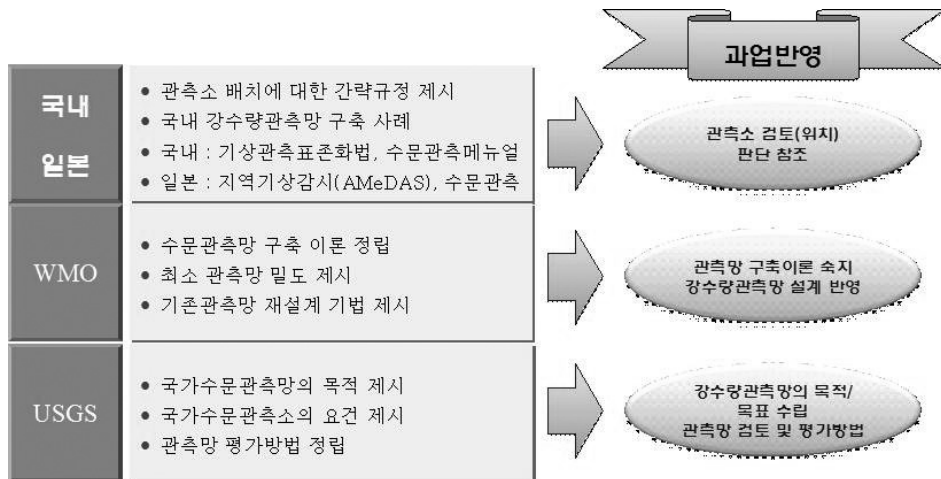 과업반영
국내
일본
• 관측소 배치에 대한 간략규정 제시
• 국내 강수량관측망 구축 사례
• 국내 : 기상관측표준화법, 수문관측메뉴얼
• 일본 : 지역기상감시(AMeDAS), 수문관측
관측소 검토(위치)
판단 참조
WMO
• 수문관측망 구축 이론 정립
• 최소 관측망 밀도 제시
• 기존관측망 재설계 기법 제시
관측망 구축이론 숙지
강수량관측망 설계 반영
USGS
• 국가수문관측망의 목적 제시
• 국가수문관측소의 요건 제시
• 관측망 평가방법 정립
강수량관측망의 목적/
목표 수립
관측망 검토 및 평가방법